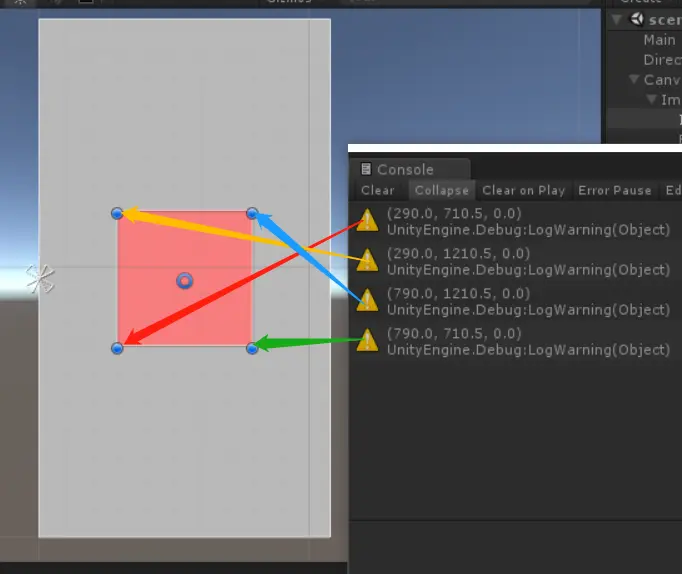 Main
Direc
Canv
Im
Console
Clear
Collapse
Clear on Play
Error Pause
Ed
(290.0, 710.5, 0.0)
UnityEngine.Debug:LogWarning(Object)
(290.0, 1210.5, 0.0)
UnityEngine.Debug:LogWarning(Object)
(790.0, 1210.5, 0.0)
UnityEngine.Debug:LogWarning(Object)
(790.0, 710.5, 0.0)
UnityEngine.Debug:LogWarning(Object)